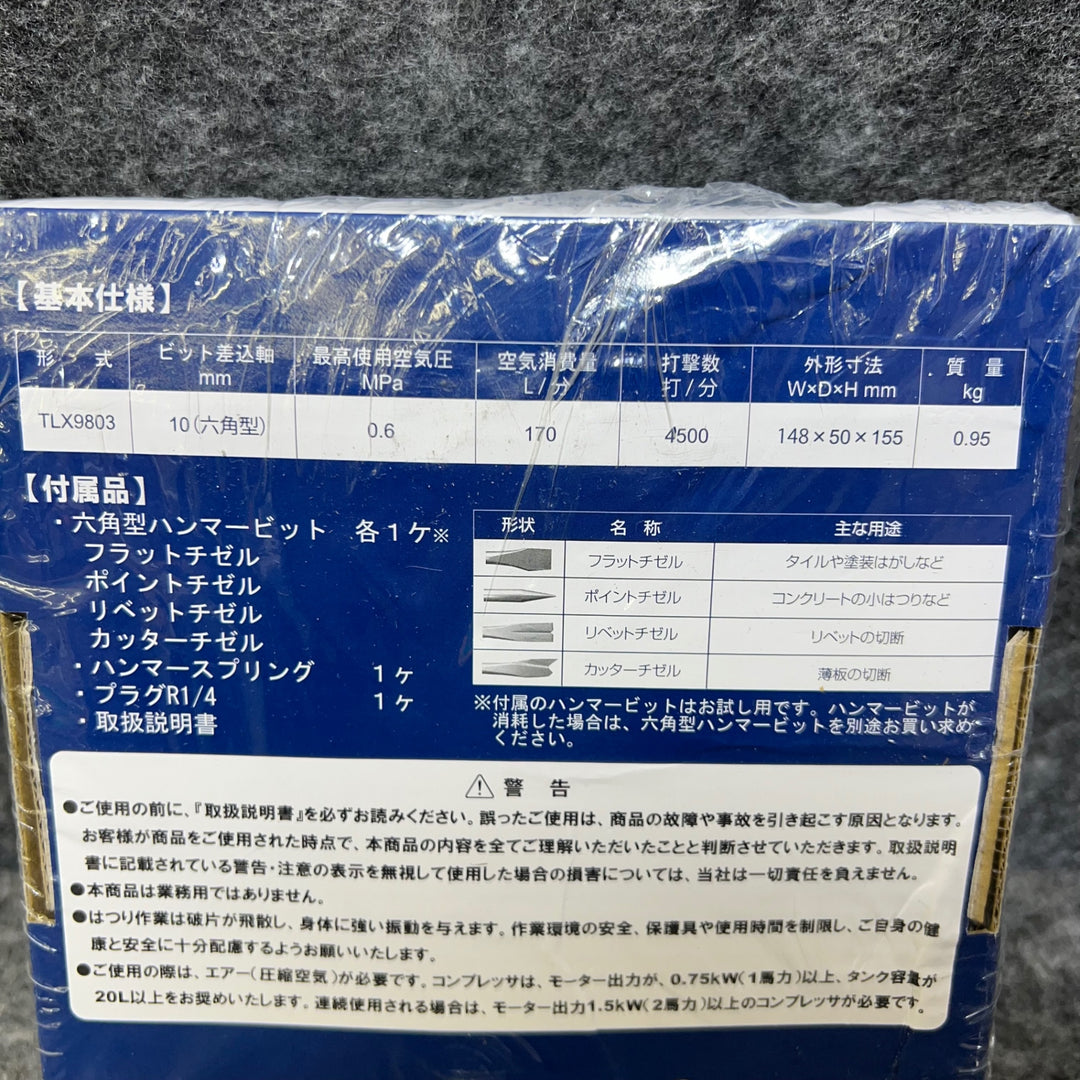 【基本仕様】
形 式 ビット差込軸 mm 最高使用空気圧 MPa 空気消費量 L/分 打撃数 打/分 外形寸法 W×D×H mm 質 量 kg
TLX9803 10(六角型) 0.6 170 4500 148×50×155 0.95
【付属品】
・六角型ハンマービット 各1ケ※
フラットチゼル
ポイントチゼル
リベットチゼル
カッターチゼル
・ハンマースプリング 1ケ
・プラグR1/4 1ケ
・取扱説明書
形状 名 称 主な用途
フラットチゼル タイルや塗装はがしなど
ポイントチゼル コンクリートの小はつりなど
リベットチゼル リベットの切断
カッターチゼル 薄板の切断
※付属のハンマービットはお試し用です。ハンマービットが
消耗した場合は、六角型ハンマービットを別途お買い求め
ください。
⚠警 告
●ご使用の前に、『取扱説明書』を必ずお読みください。誤ったご使用は、商品の故障や事故を引き起こす原因となります。
お客様が商品をご使用された時点で、本商品の内容を全てご理解いただいたことと判断させていただきます。取扱説明
書に記載されている警告・注意の表示を無視して使用した場合の損害については、当社は一切責任を負えません。
●本商品は業務用ではありません。
●はつり作業は破片が飛散し、身体に強い振動を与えます。作業環境の安全、保護具や使用時間を制限し、ご自身の健
康と安全に十分配慮するようお願いいたします。
●ご使用の際は、エアー(圧縮空気)が必要です。コンプレッサは、モーター出力が、0.75kW(1馬力)以上、タンク容量が
20L以上をお奨めいたします。連続使用される場合は、モーター出力1.5kW(2馬力)以上のコンプレッサが必要です。